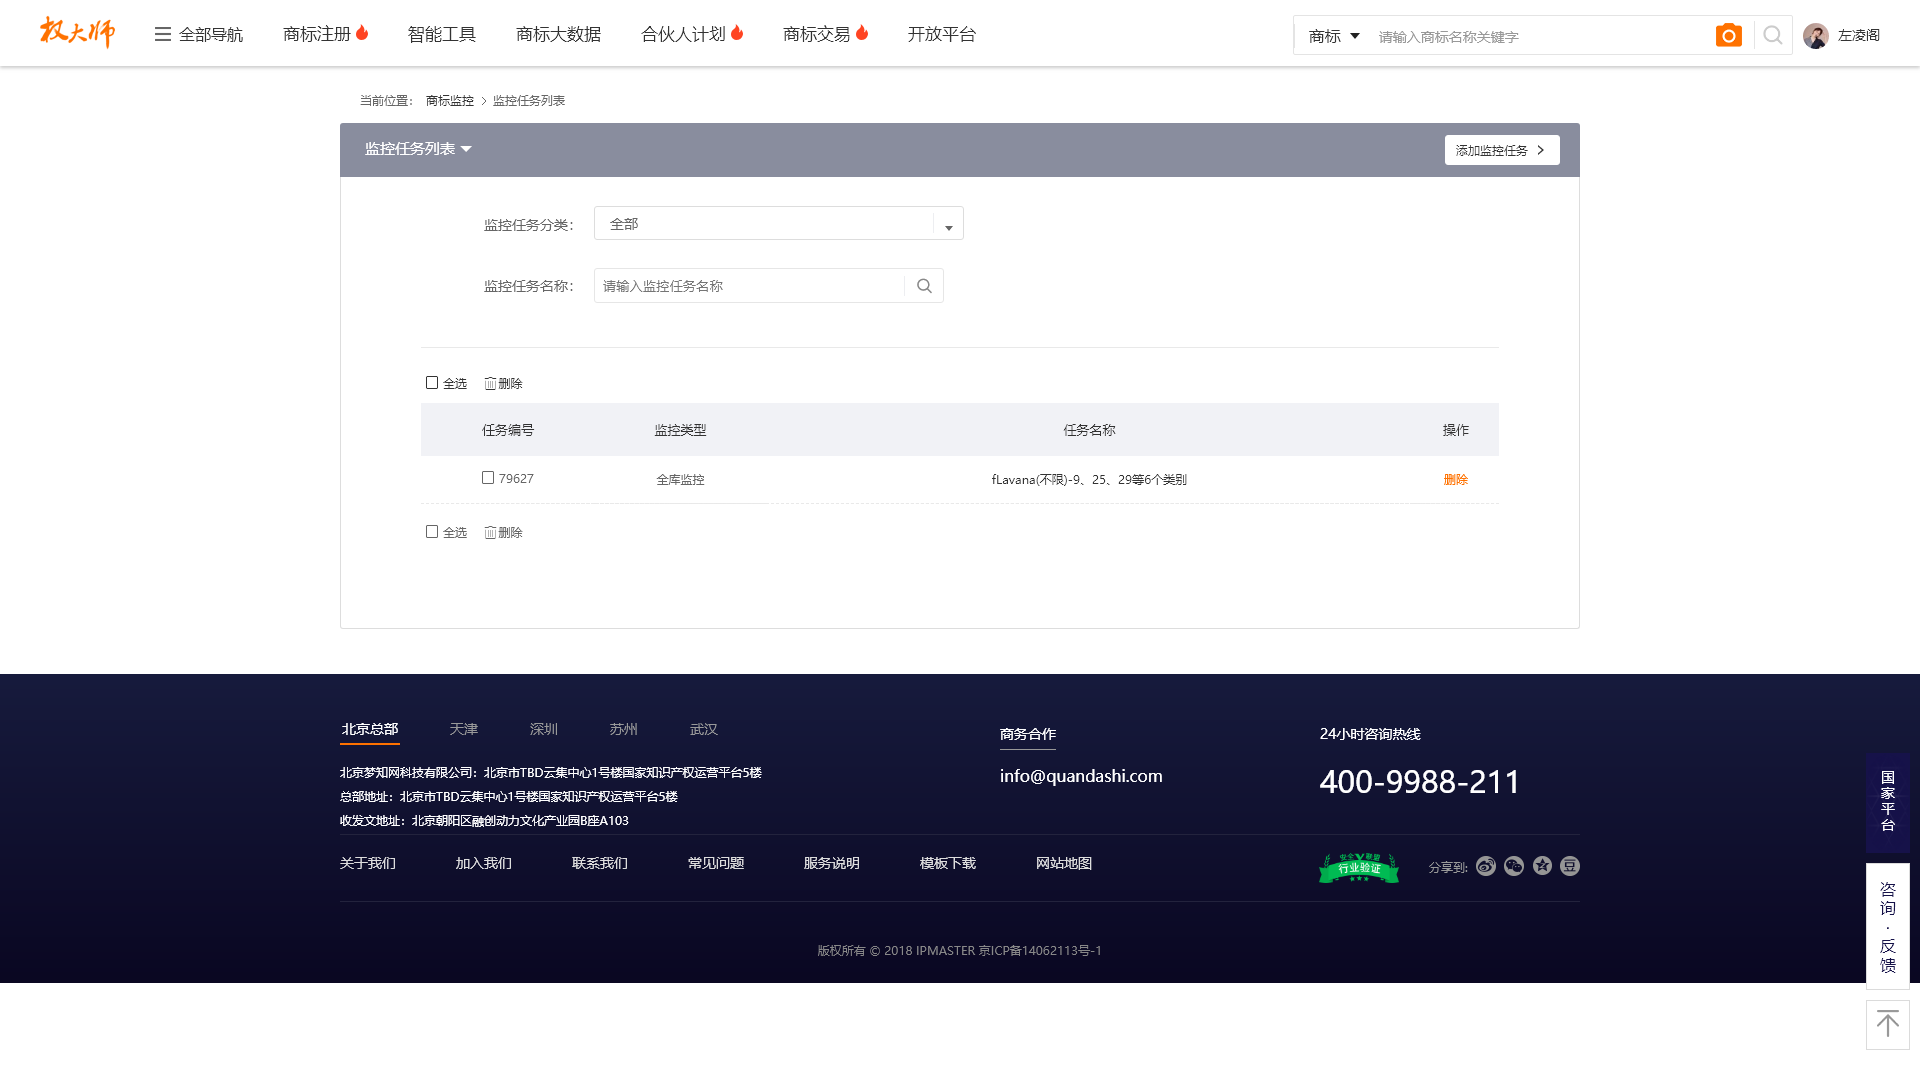 权大师
全部导航
商标注册
智能工具
商标大数据
合伙人计划
商标交易
开放平台
商标
请输入商标名称关键字
左凌阁
当前位置： 商标监控 > 监控任务列表
监控任务列表
添加监控任务 >
监控任务分类： 全部
监控任务名称： 请输入监控任务名称
全选 删除
任务编号 监控类型 任务名称 操作
79627 全库监控 fLavana(不限)-9、25、29等6个类别 删除
全选 删除
北京总部 天津 深圳 苏州 武汉
北京梦知网科技有限公司：北京市TBD云集中心1号楼国家知识产权运营平台5楼
总部地址：北京市TBD云集中心1号楼国家知识产权运营平台5楼
收发文地址：北京朝阳区融创动力文化产业园B座A103
商务合作
info@quandashi.com
24小时咨询热线
400-9988-211
关于我们 加入我们 联系我们 常见问题 服务说明 模板下载 网站地图
安全V联盟
行业验证
分享到:
豆
版权所有 © 2018 IPMASTER 京ICP备14062113号-1
国家平台
咨询·反馈